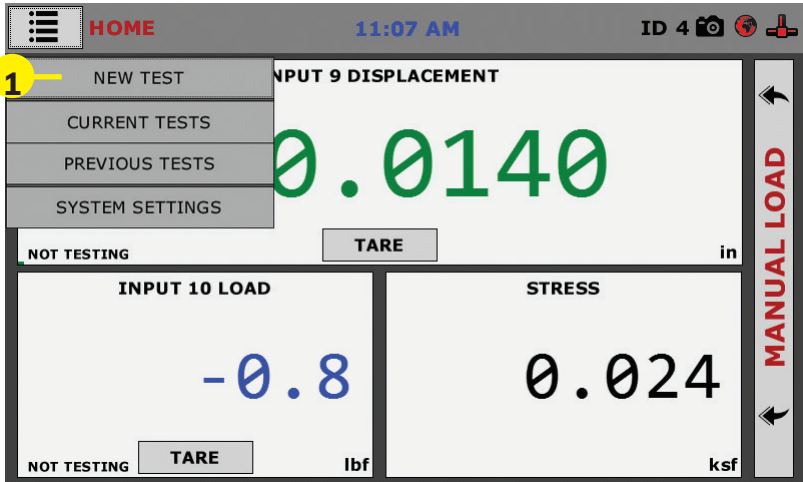 HOME
11:07 AM
ID 4
1
NEW TEST
CURRENT TESTS
PREVIOUS TESTS
SYSTEM SETTINGS
NPUT 9 DISPLACEMENT
0.0140
NOT TESTING
TARE
in
INPUT 10 LOAD
-0.8
NOT TESTING
TARE
lbf
STRESS
0.024
ksf
MANUAL LOAD